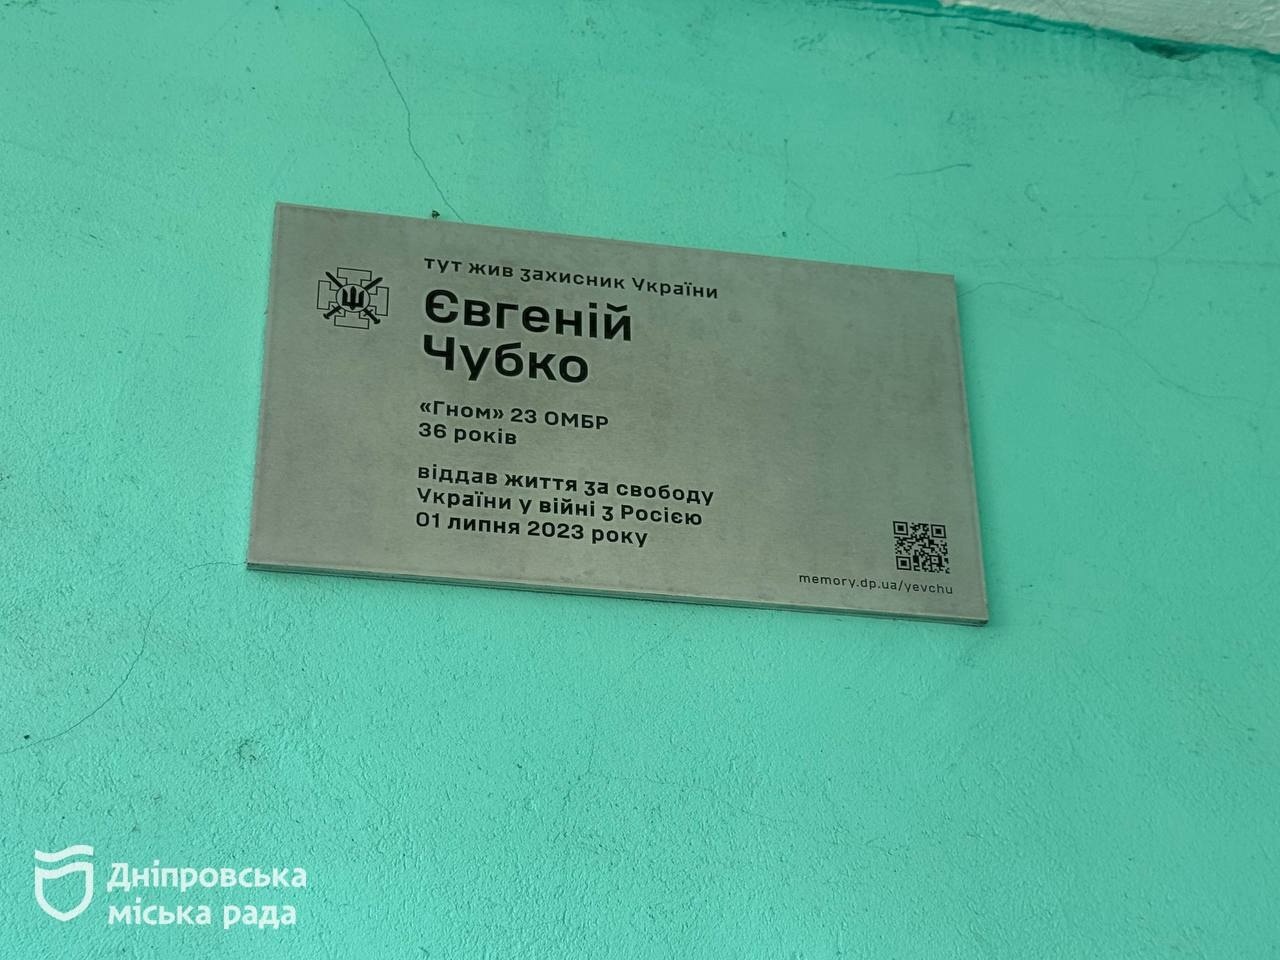 тут жив захисник України
Євгеній
Чубко
«Гном» 23 ОМБР
36 років
віддав життя за свободу
України у війні з Росією
01 липня 2023 року
memory.dp.ua/yevchu
Дніпровська
міська рада